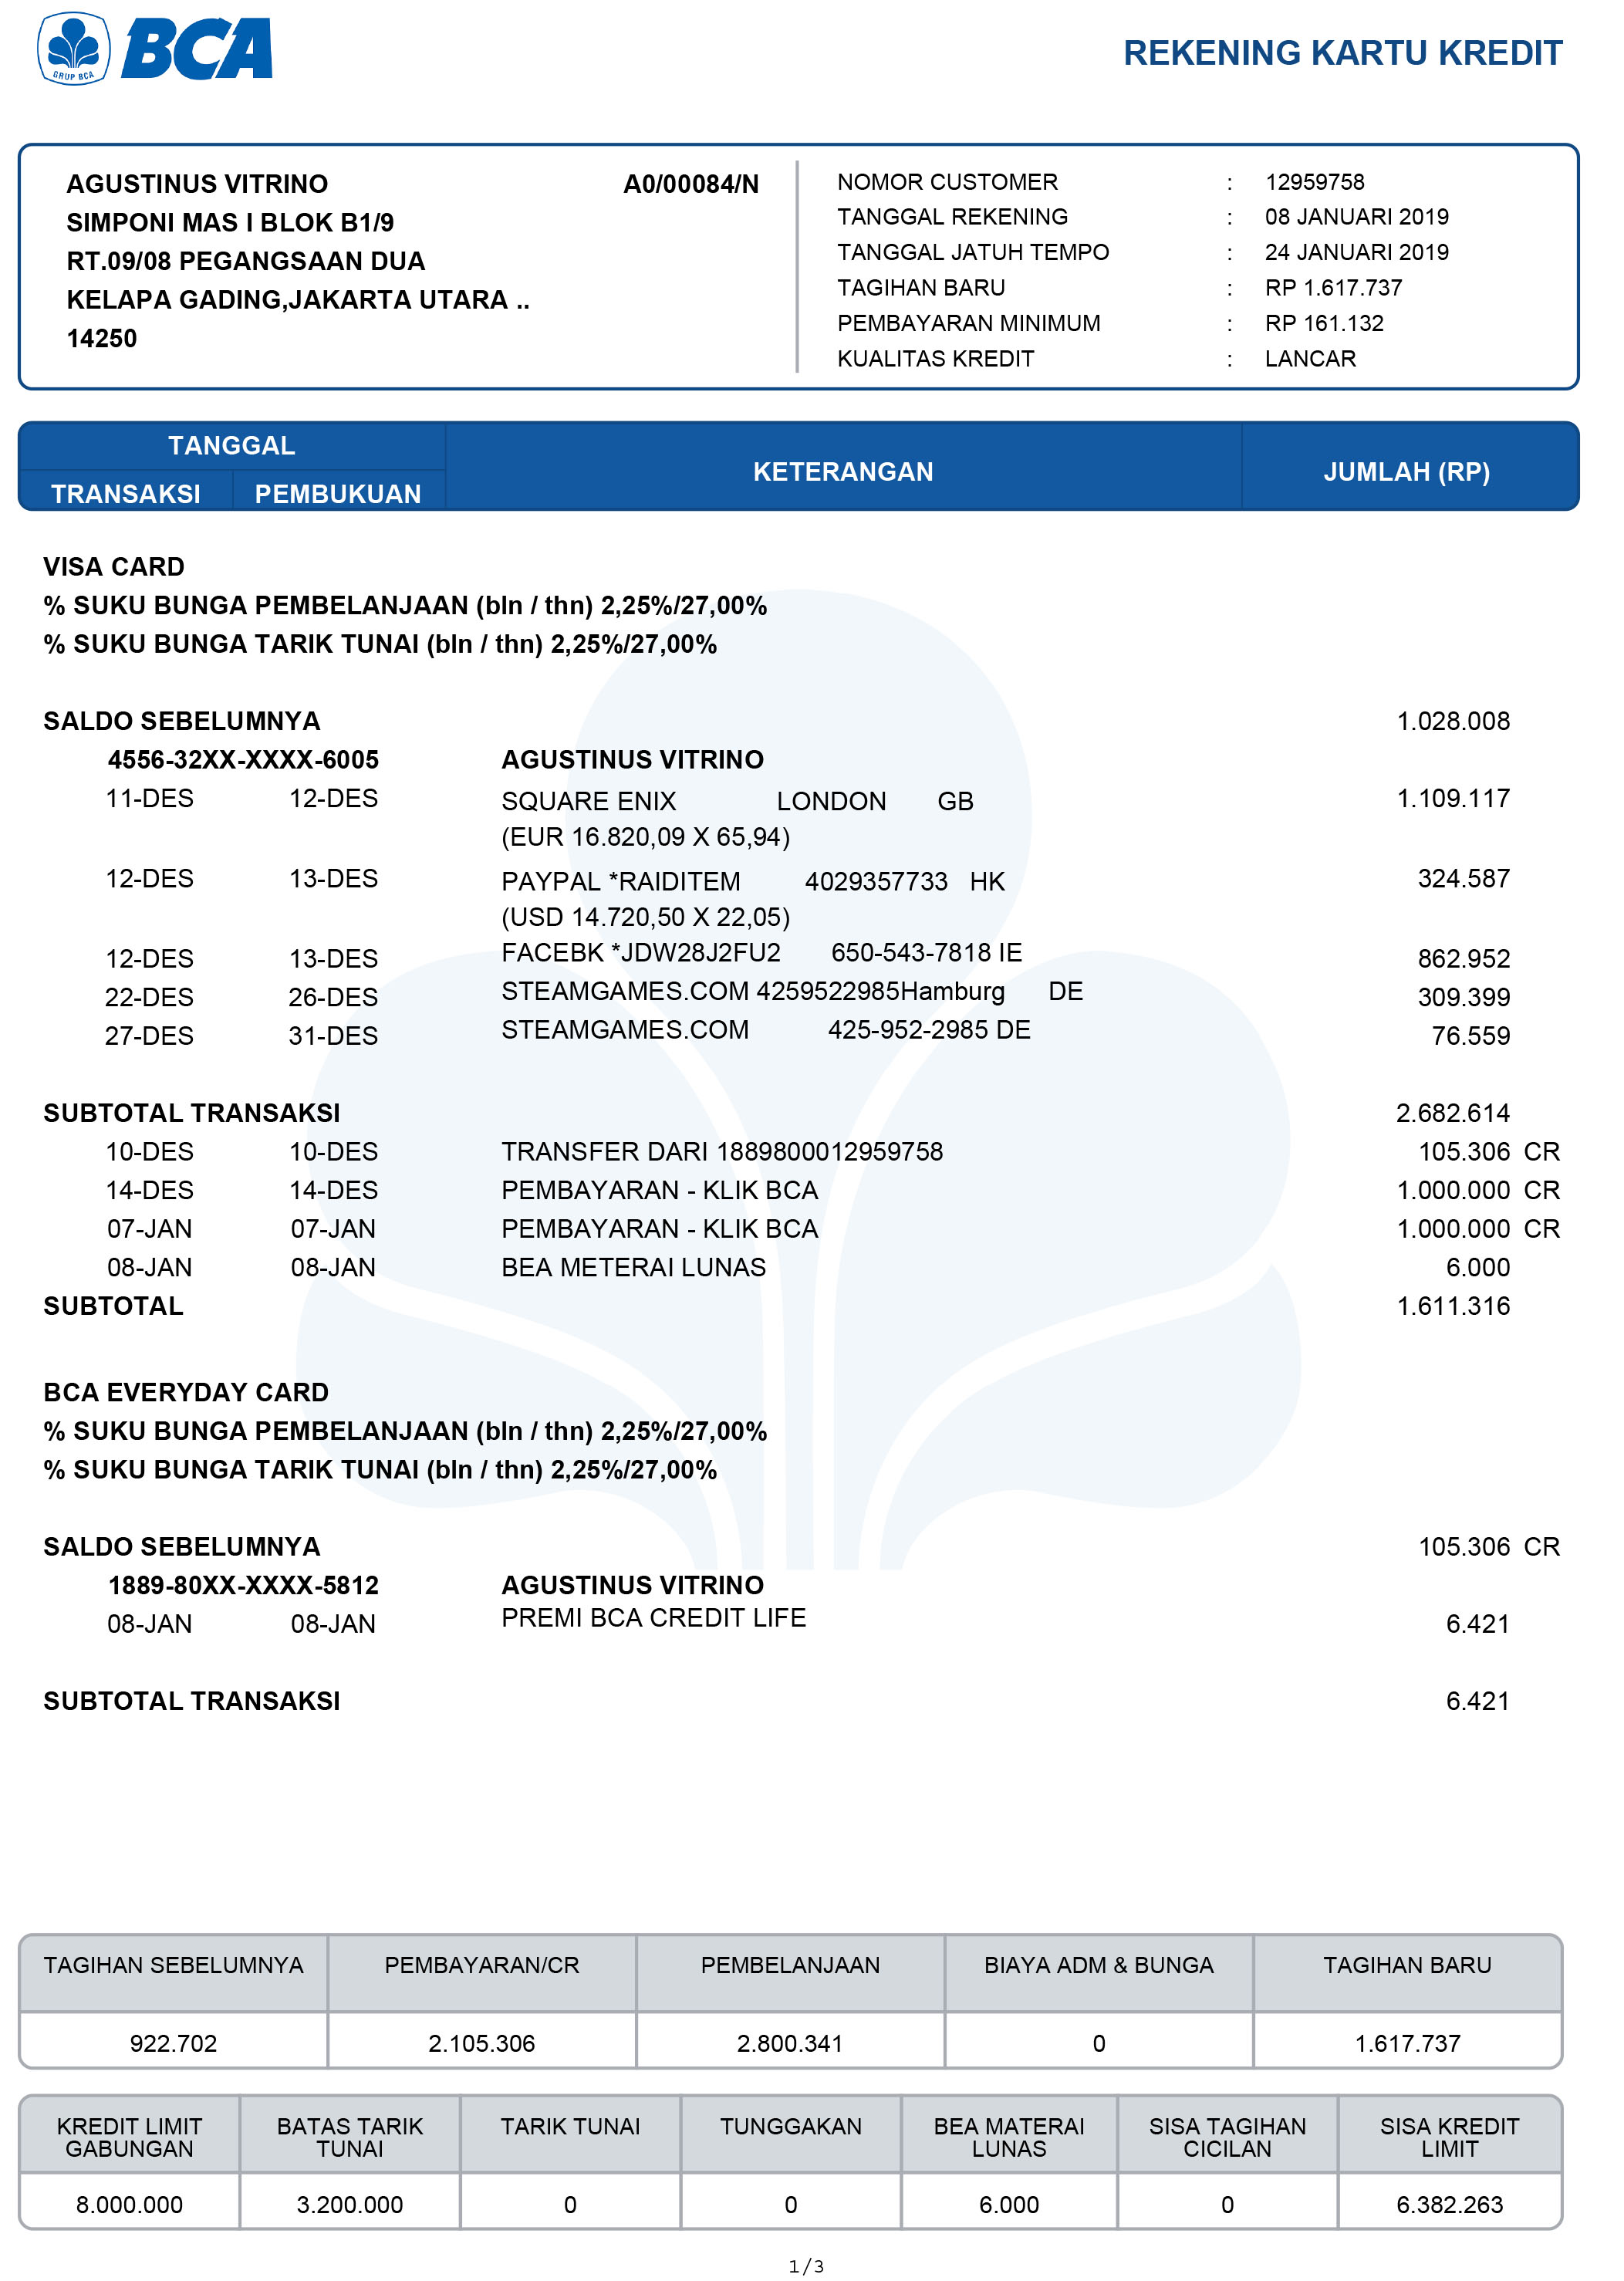 GRUP BCA
BCA
REKENING KARTU KREDIT
AGUSTINUS VITRINO A0/00084/N
SIMPONI MAS I BLOK B1/9
RT.09/08 PEGANGSAAN DUA
KELAPA GADING,JAKARTA UTARA ..
14250
NOMOR CUSTOMER : 12959758
TANGGAL REKENING : 08 JANUARI 2019
TANGGAL JATUH TEMPO : 24 JANUARI 2019
TAGIHAN BARU : RP 1.617.737
PEMBAYARAN MINIMUM : RP 161.132
KUALITAS KREDIT : LANCAR
TANGGAL
TRANSAKSI PEMBUKUAN
KETERANGAN
JUMLAH (RP)
VISA CARD
% SUKU BUNGA PEMBELANJAAN (bln / thn) 2,25%/27,00%
% SUKU BUNGA TARIK TUNAI (bln / thn) 2,25%/27,00%
SALDO SEBELUMNYA 1.028.008
4556-32XX-XXXX-6005 AGUSTINUS VITRINO
11-DES 12-DES SQUARE ENIX LONDON GB 1.109.117
(EUR 16.820,09 X 65,94)
12-DES 13-DES PAYPAL *RAIDITEM 4029357733 HK 324.587
(USD 14.720,50 X 22,05)
12-DES 13-DES FACEBK *JDW28J2FU2 650-543-7818 IE 862.952
22-DES 26-DES STEAMGAMES.COM 4259522985Hamburg DE 309.399
27-DES 31-DES STEAMGAMES.COM 425-952-2985 DE 76.559
SUBTOTAL TRANSAKSI 2.682.614
10-DES 10-DES TRANSFER DARI 1889800012959758 105.306 CR
14-DES 14-DES PEMBAYARAN - KLIK BCA 1.000.000 CR
07-JAN 07-JAN PEMBAYARAN - KLIK BCA 1.000.000 CR
08-JAN 08-JAN BEA METERAI LUNAS 6.000
SUBTOTAL 1.611.316
BCA EVERYDAY CARD
% SUKU BUNGA PEMBELANJAAN (bln / thn) 2,25%/27,00%
% SUKU BUNGA TARIK TUNAI (bln / thn) 2,25%/27,00%
SALDO SEBELUMNYA 105.306 CR
1889-80XX-XXXX-5812 AGUSTINUS VITRINO
08-JAN 08-JAN PREMI BCA CREDIT LIFE 6.421
SUBTOTAL TRANSAKSI 6.421
TAGIHAN SEBELUMNYA PEMBAYARAN/CR PEMBELANJAAN BIAYA ADM & BUNGA TAGIHAN BARU
922.702 2.105.306 2.800.341 0 1.617.737
KREDIT LIMIT BATAS TARIK TARIK TUNAI TUNGGAKAN BEA MATERAI SISA TAGIHAN SISA KREDIT
GABUNGAN TUNAI LUNAS CICILAN LIMIT
8.000.000 3.200.000 0 0 6.000 0 6.382.263
1/3